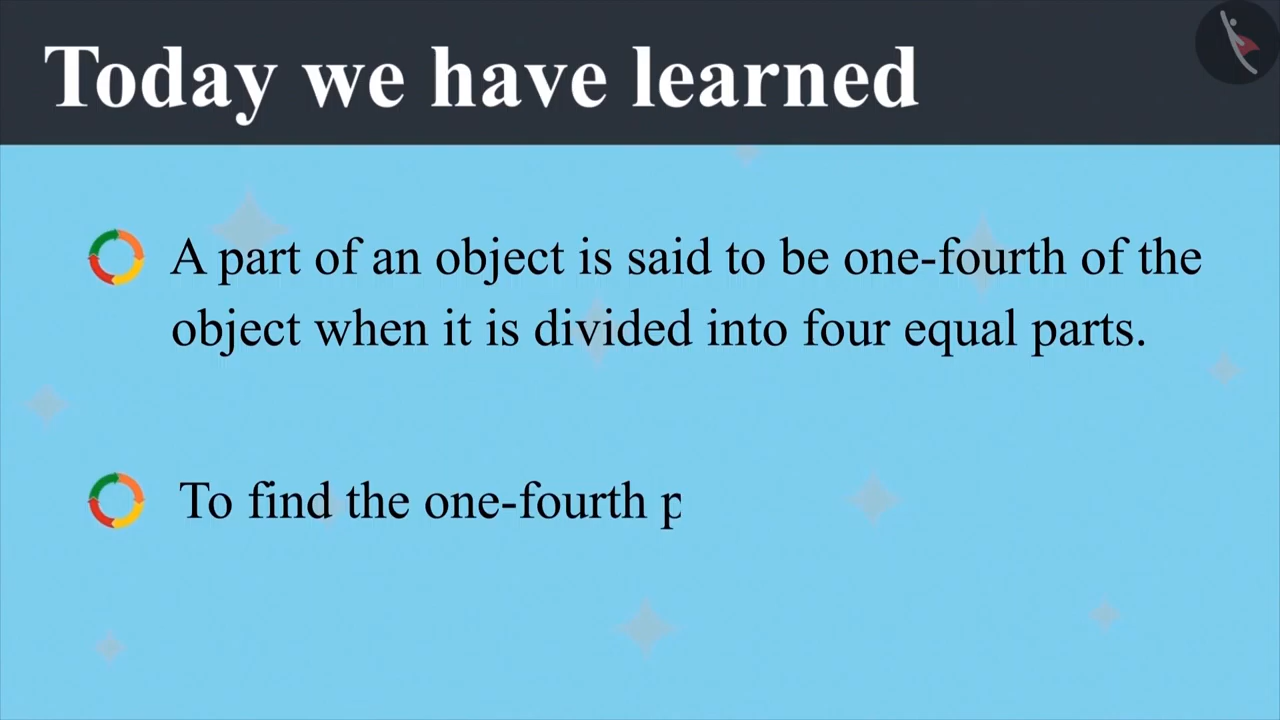 Today we have learned
A part of an object is said to be one-fourth of the
object when it is divided into four equal parts.
To find the one-fourth p